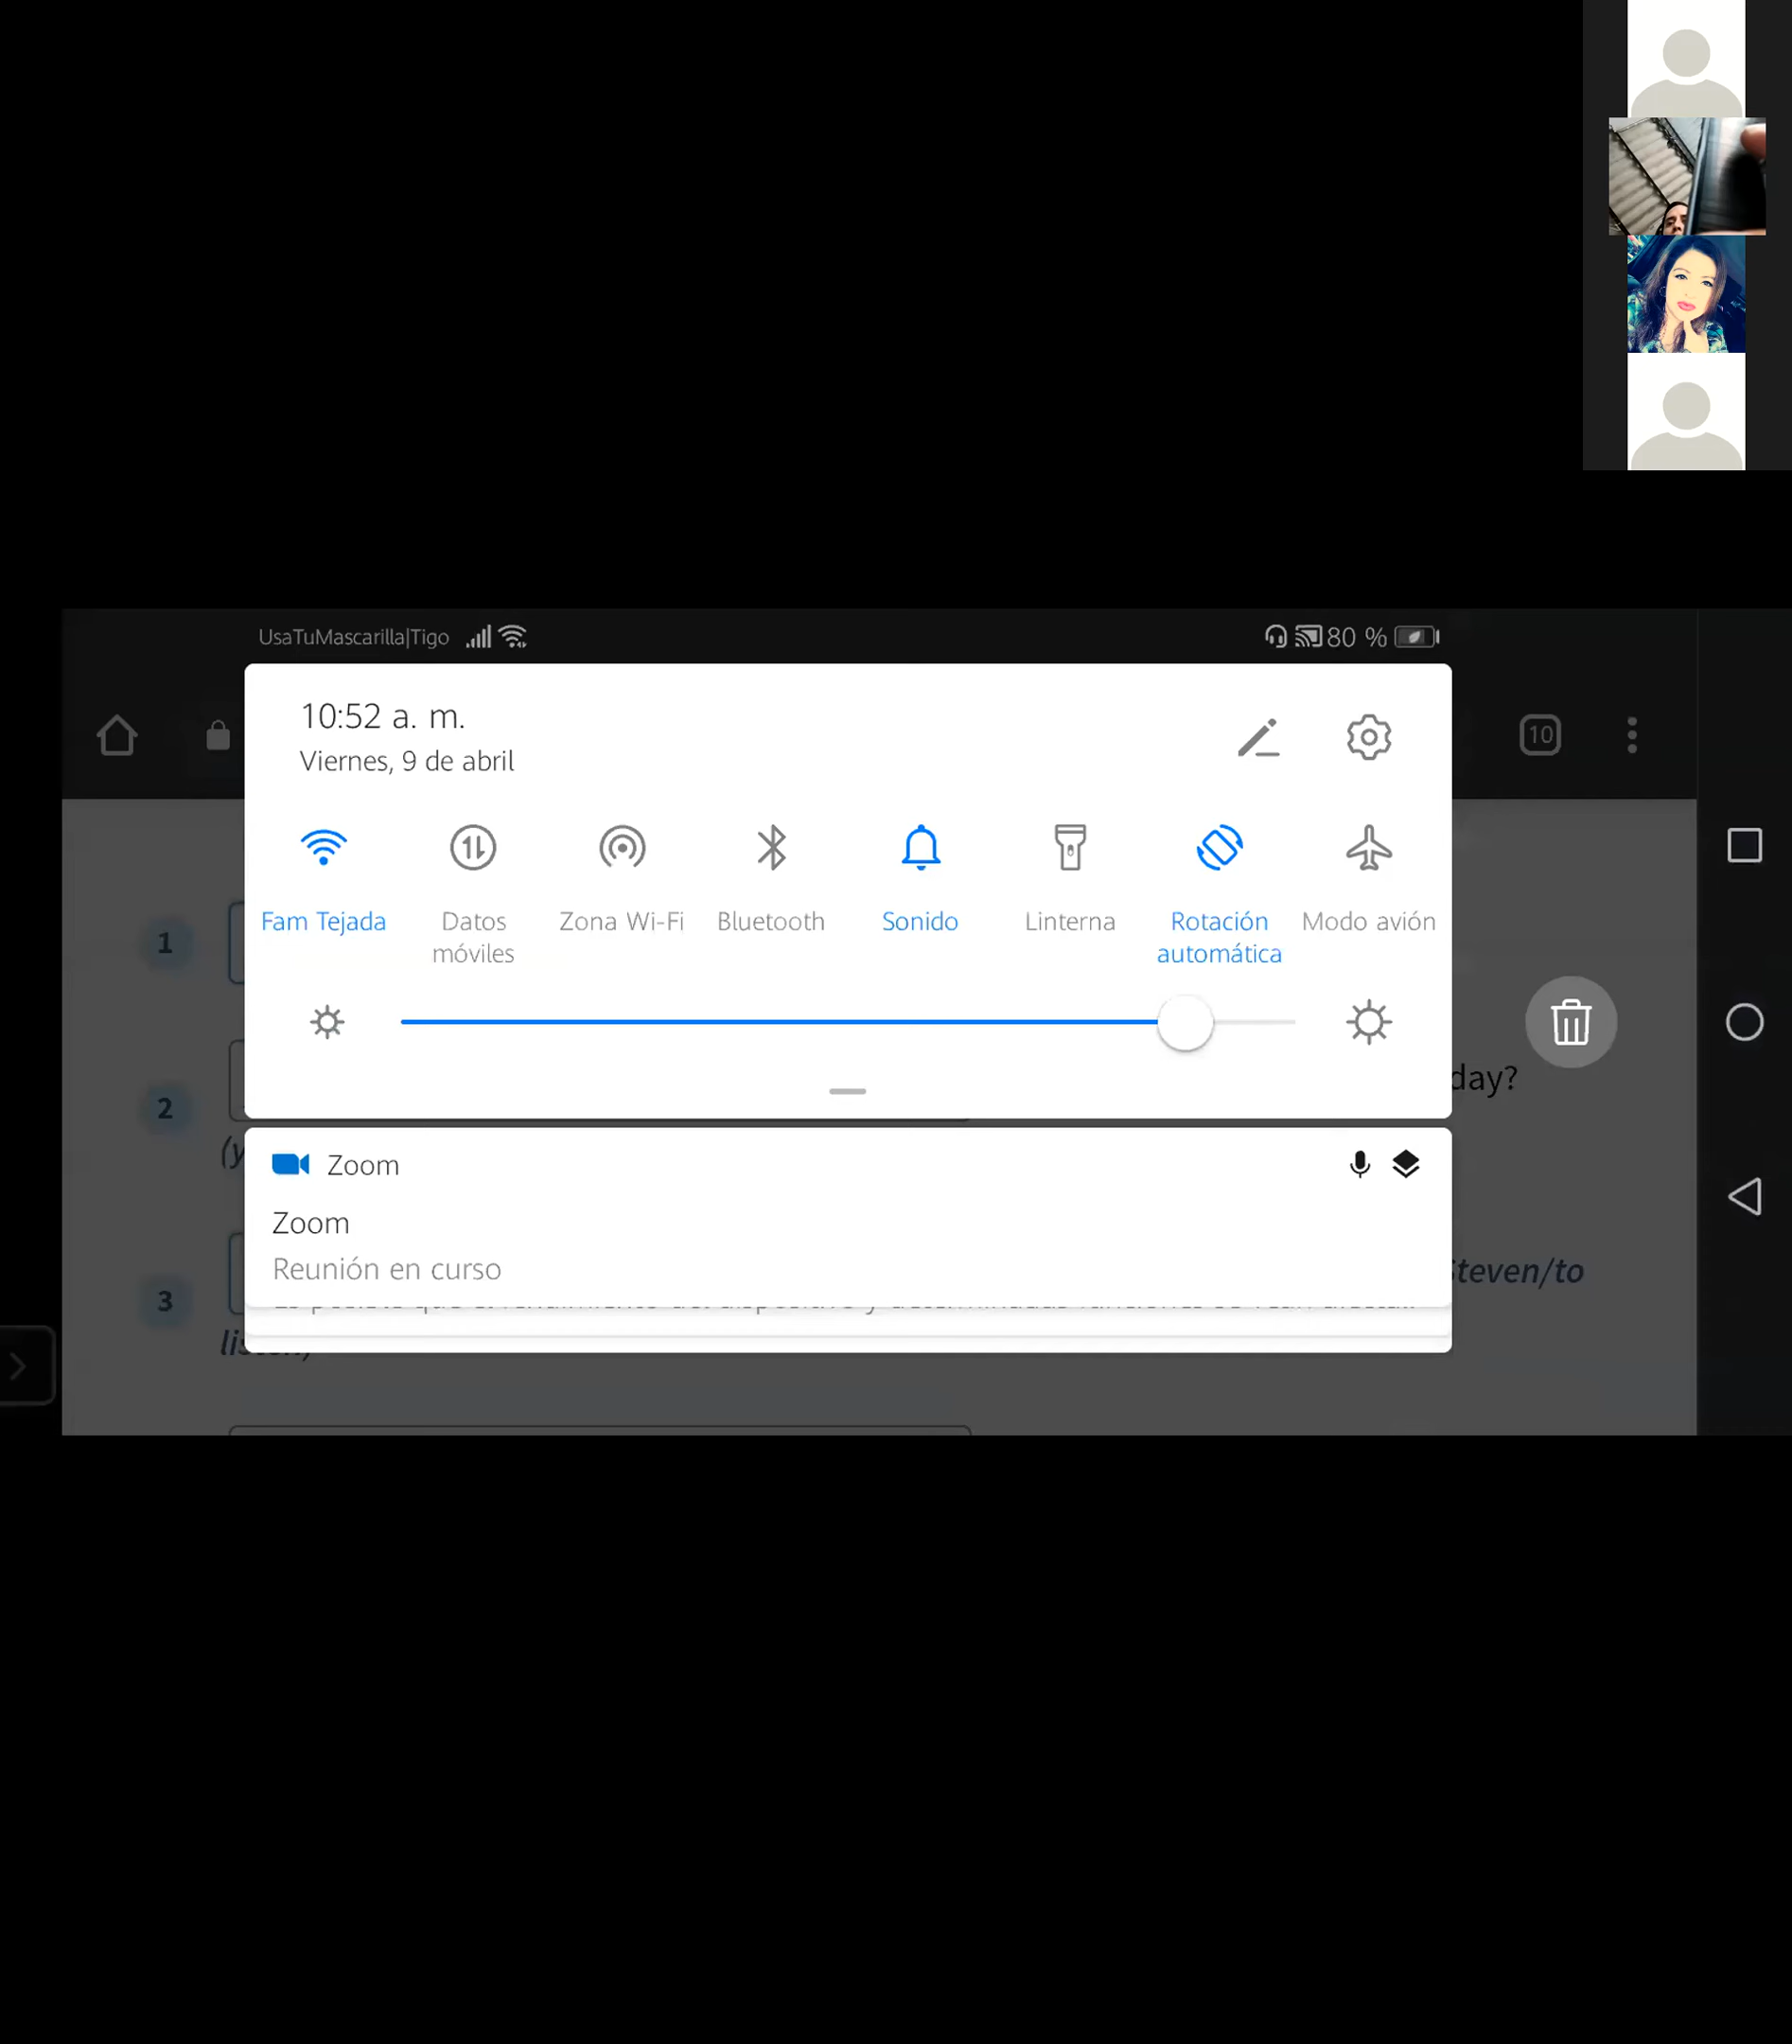 UsaTuMascarilla|Tigo
80 %
10:52 a. m.
Viernes, 9 de abril
10
Fam Tejada
Datos móviles
Zona Wi-Fi
Bluetooth
Sonido
Linterna
Rotación automática
Modo avión
1
2
day?
(y
Zoom
Zoom
Reunión en curso
3
teven/to